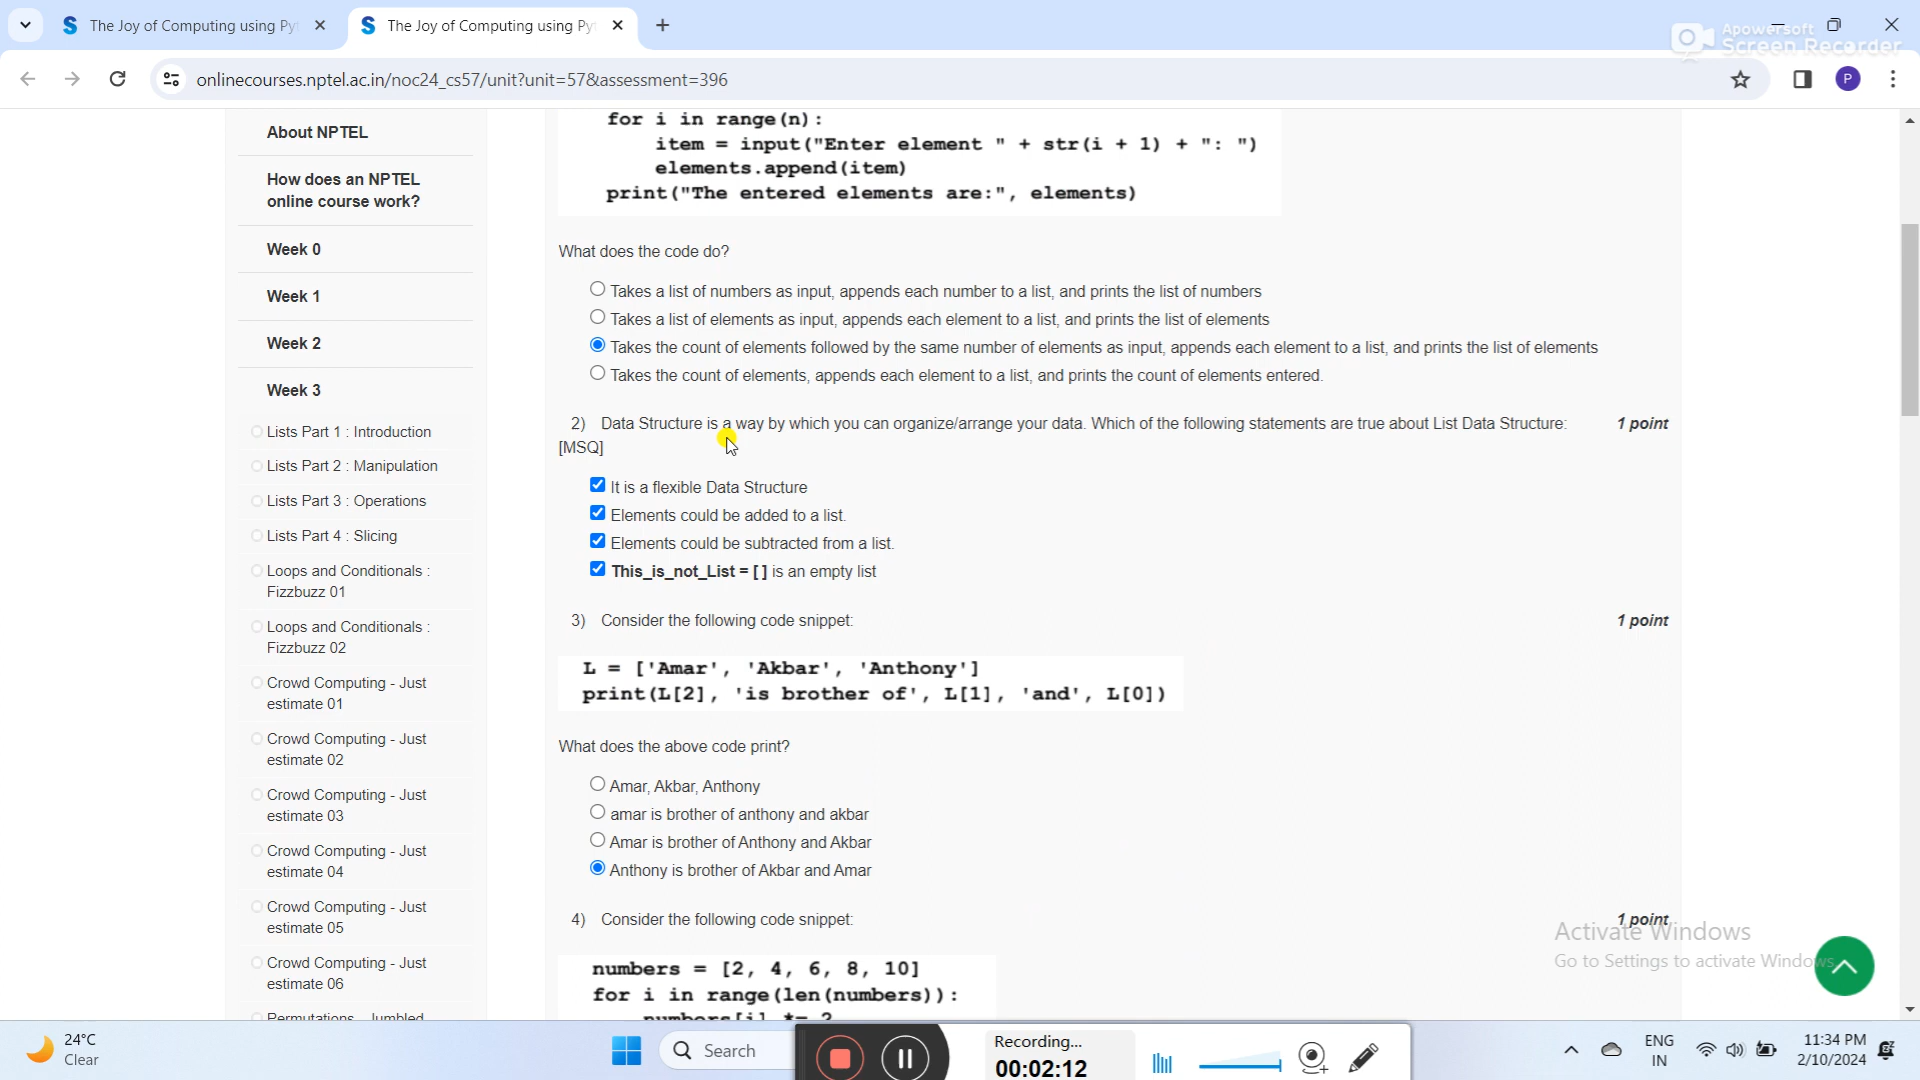 The Joy of Computing using Py
The Joy of Computing using Py
Apowersoft
Screen Recorder
onlinecourses.nptel.ac.in/noc24_cs57/unit?unit=57&assessment=396
P
About NPTEL
How does an NPTEL
online course work?
Week 0
Week 1
Week 2
Week 3
Lists Part 1 : Introduction
Lists Part 2 : Manipulation
Lists Part 3 : Operations
Lists Part 4 : Slicing
Loops and Conditionals :
Fizzbuzz 01
Loops and Conditionals :
Fizzbuzz 02
Crowd Computing - Just
estimate 01
Crowd Computing - Just
estimate 02
Crowd Computing - Just
estimate 03
Crowd Computing - Just
estimate 04
Crowd Computing - Just
estimate 05
Crowd Computing - Just
estimate 06
Permutations Jumbled
for i in range(n):
item = input("Enter element " + str(i + 1) + ": ")
elements.append(item)
print("The entered elements are:", elements)
What does the code do?
Takes a list of numbers as input, appends each number to a list, and prints the list of numbers
Takes a list of elements as input, appends each element to a list, and prints the list of elements
Takes the count of elements followed by the same number of elements as input, appends each element to a list, and prints the list of elements
Takes the count of elements, appends each element to a list, and prints the count of elements entered.
2) Data Structure is a way by which you can organize/arrange your data. Which of the following statements are true about List Data Structure: 1 point
[MSQ]
It is a flexible Data Structure
Elements could be added to a list.
Elements could be subtracted from a list.
This_is_not_List = [ ] is an empty list
3) Consider the following code snippet: 1 point
L = ['Amar', 'Akbar', 'Anthony']
print(L[2], 'is brother of', L[1], 'and', L[0])
What does the above code print?
Amar, Akbar, Anthony
amar is brother of anthony and akbar
Amar is brother of Anthony and Akbar
Anthony is brother of Akbar and Amar
4) Consider the following code snippet: 1 point
numbers = [2, 4, 6, 8, 10]
for i in range(len(numbers)):
numbers[i] *= 2
Activate Windows
Go to Settings to activate Windows.
24°C
Clear
Search
Recording...
00:02:12
ENG
IN
11:34 PM
2/10/2024